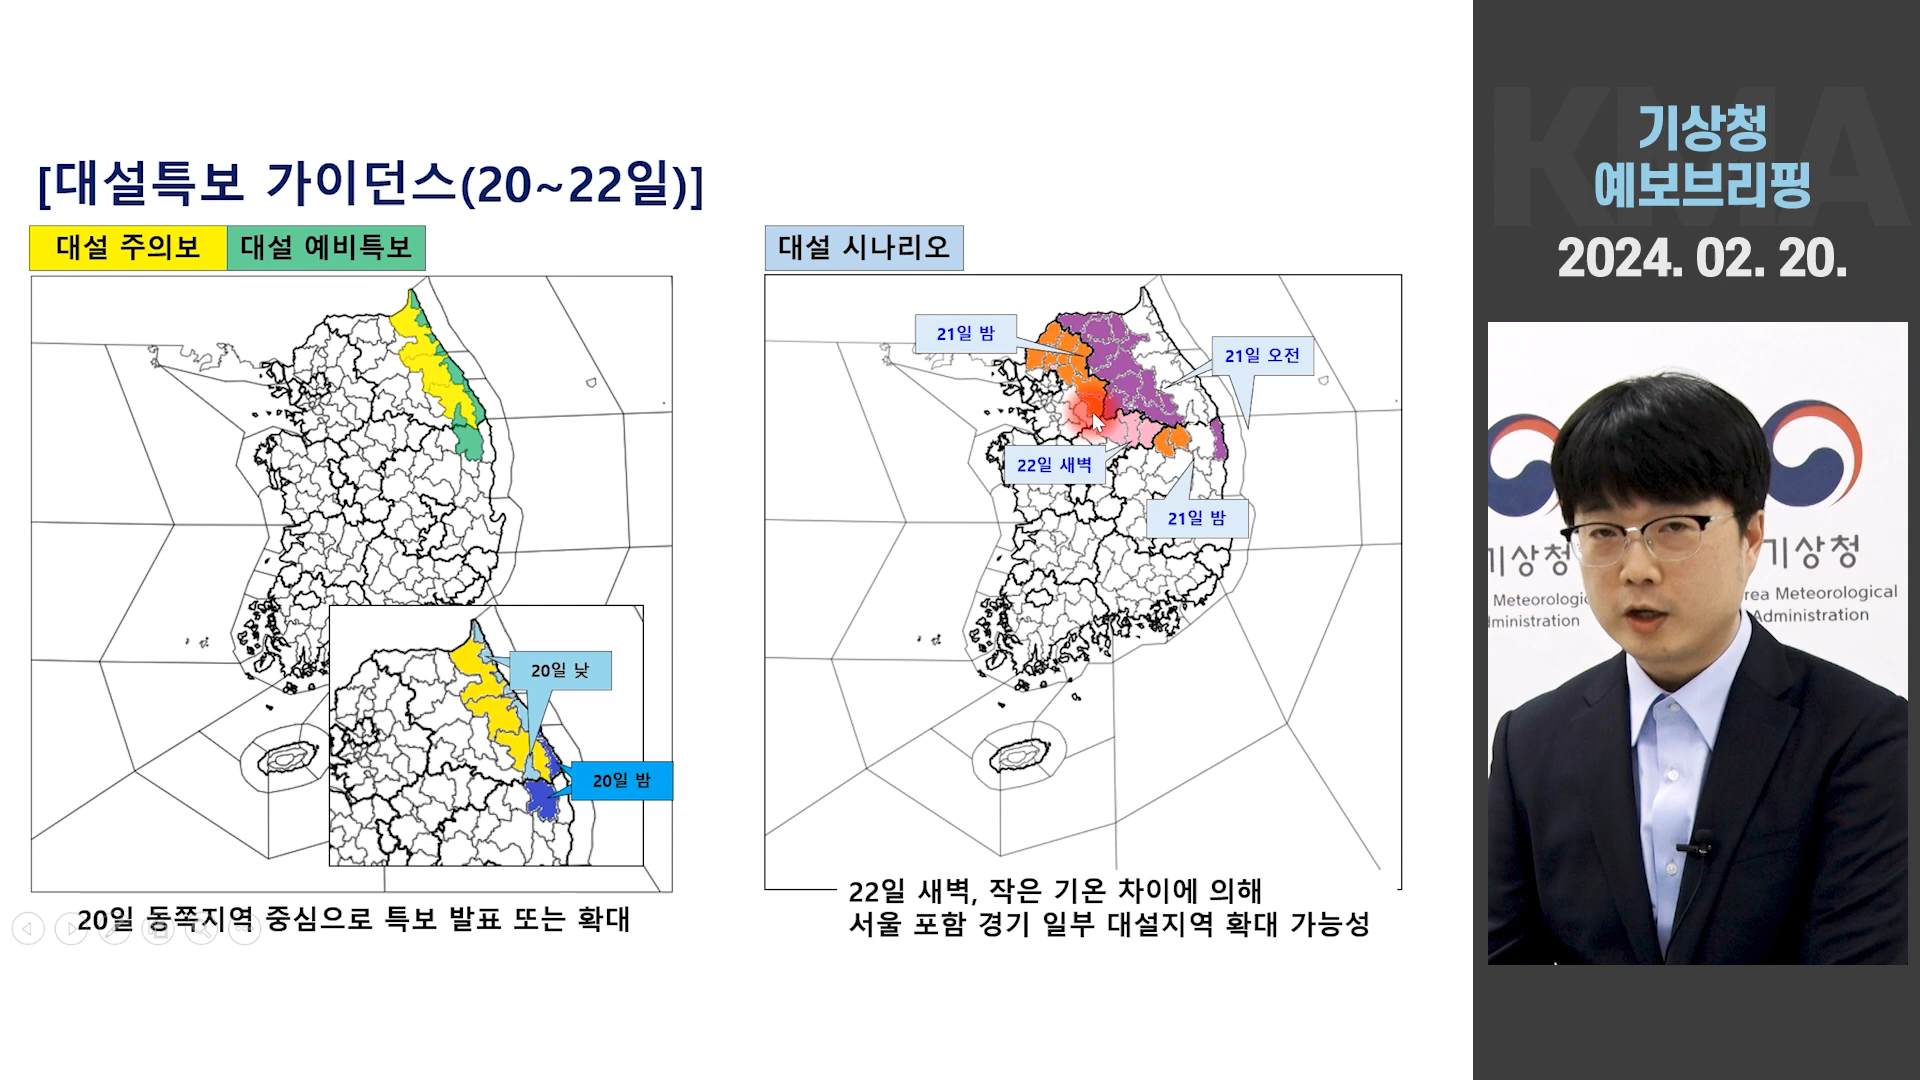 [대설특보 가이던스(20~22일)]
대설 주의보
대설 예비특보
20일 낮
20일 밤
20일 동쪽지역 중심으로 특보 발표 또는 확대
대설 시나리오
21일 밤
21일 오전
22일 새벽
21일 밤
22일 새벽, 작은 기온 차이에 의해
서울 포함 경기 일부 대설지역 확대 가능성
KMA
기상청
예보브리핑
2024. 02. 20.
기상청
Meteorologic
dministration
기상청
rea Meteorological
Administration